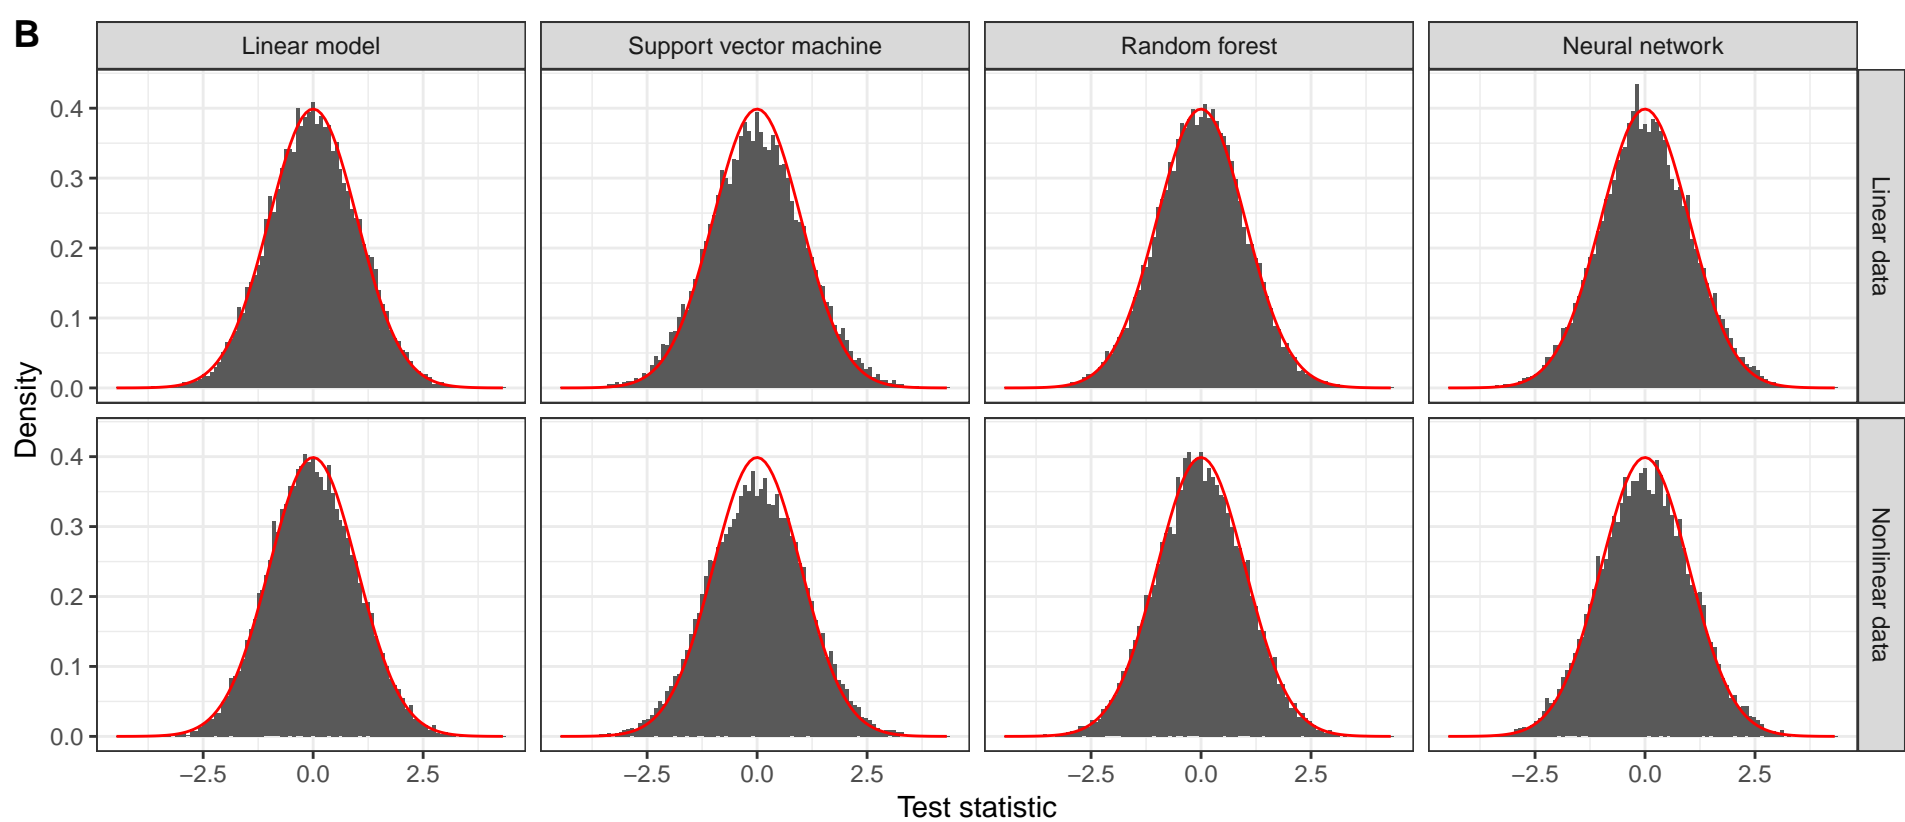 B
Linear model
Support vector machine
Random forest
Neural network
0.4
0.3
0.2
0.1
0.0
Linear data
Density
0.4
0.3
0.2
0.1
0.0
Nonlinear data
−2.5 0.0 2.5
−2.5 0.0 2.5
−2.5 0.0 2.5
−2.5 0.0 2.5
Test statistic